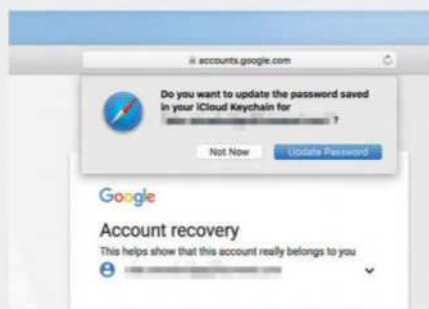 accounts.google.com
Do you want to update the password saved
in your iCloud Keychain for
?
Not Now
Update Password
Google
Account recovery
This helps show that this account really belongs to you